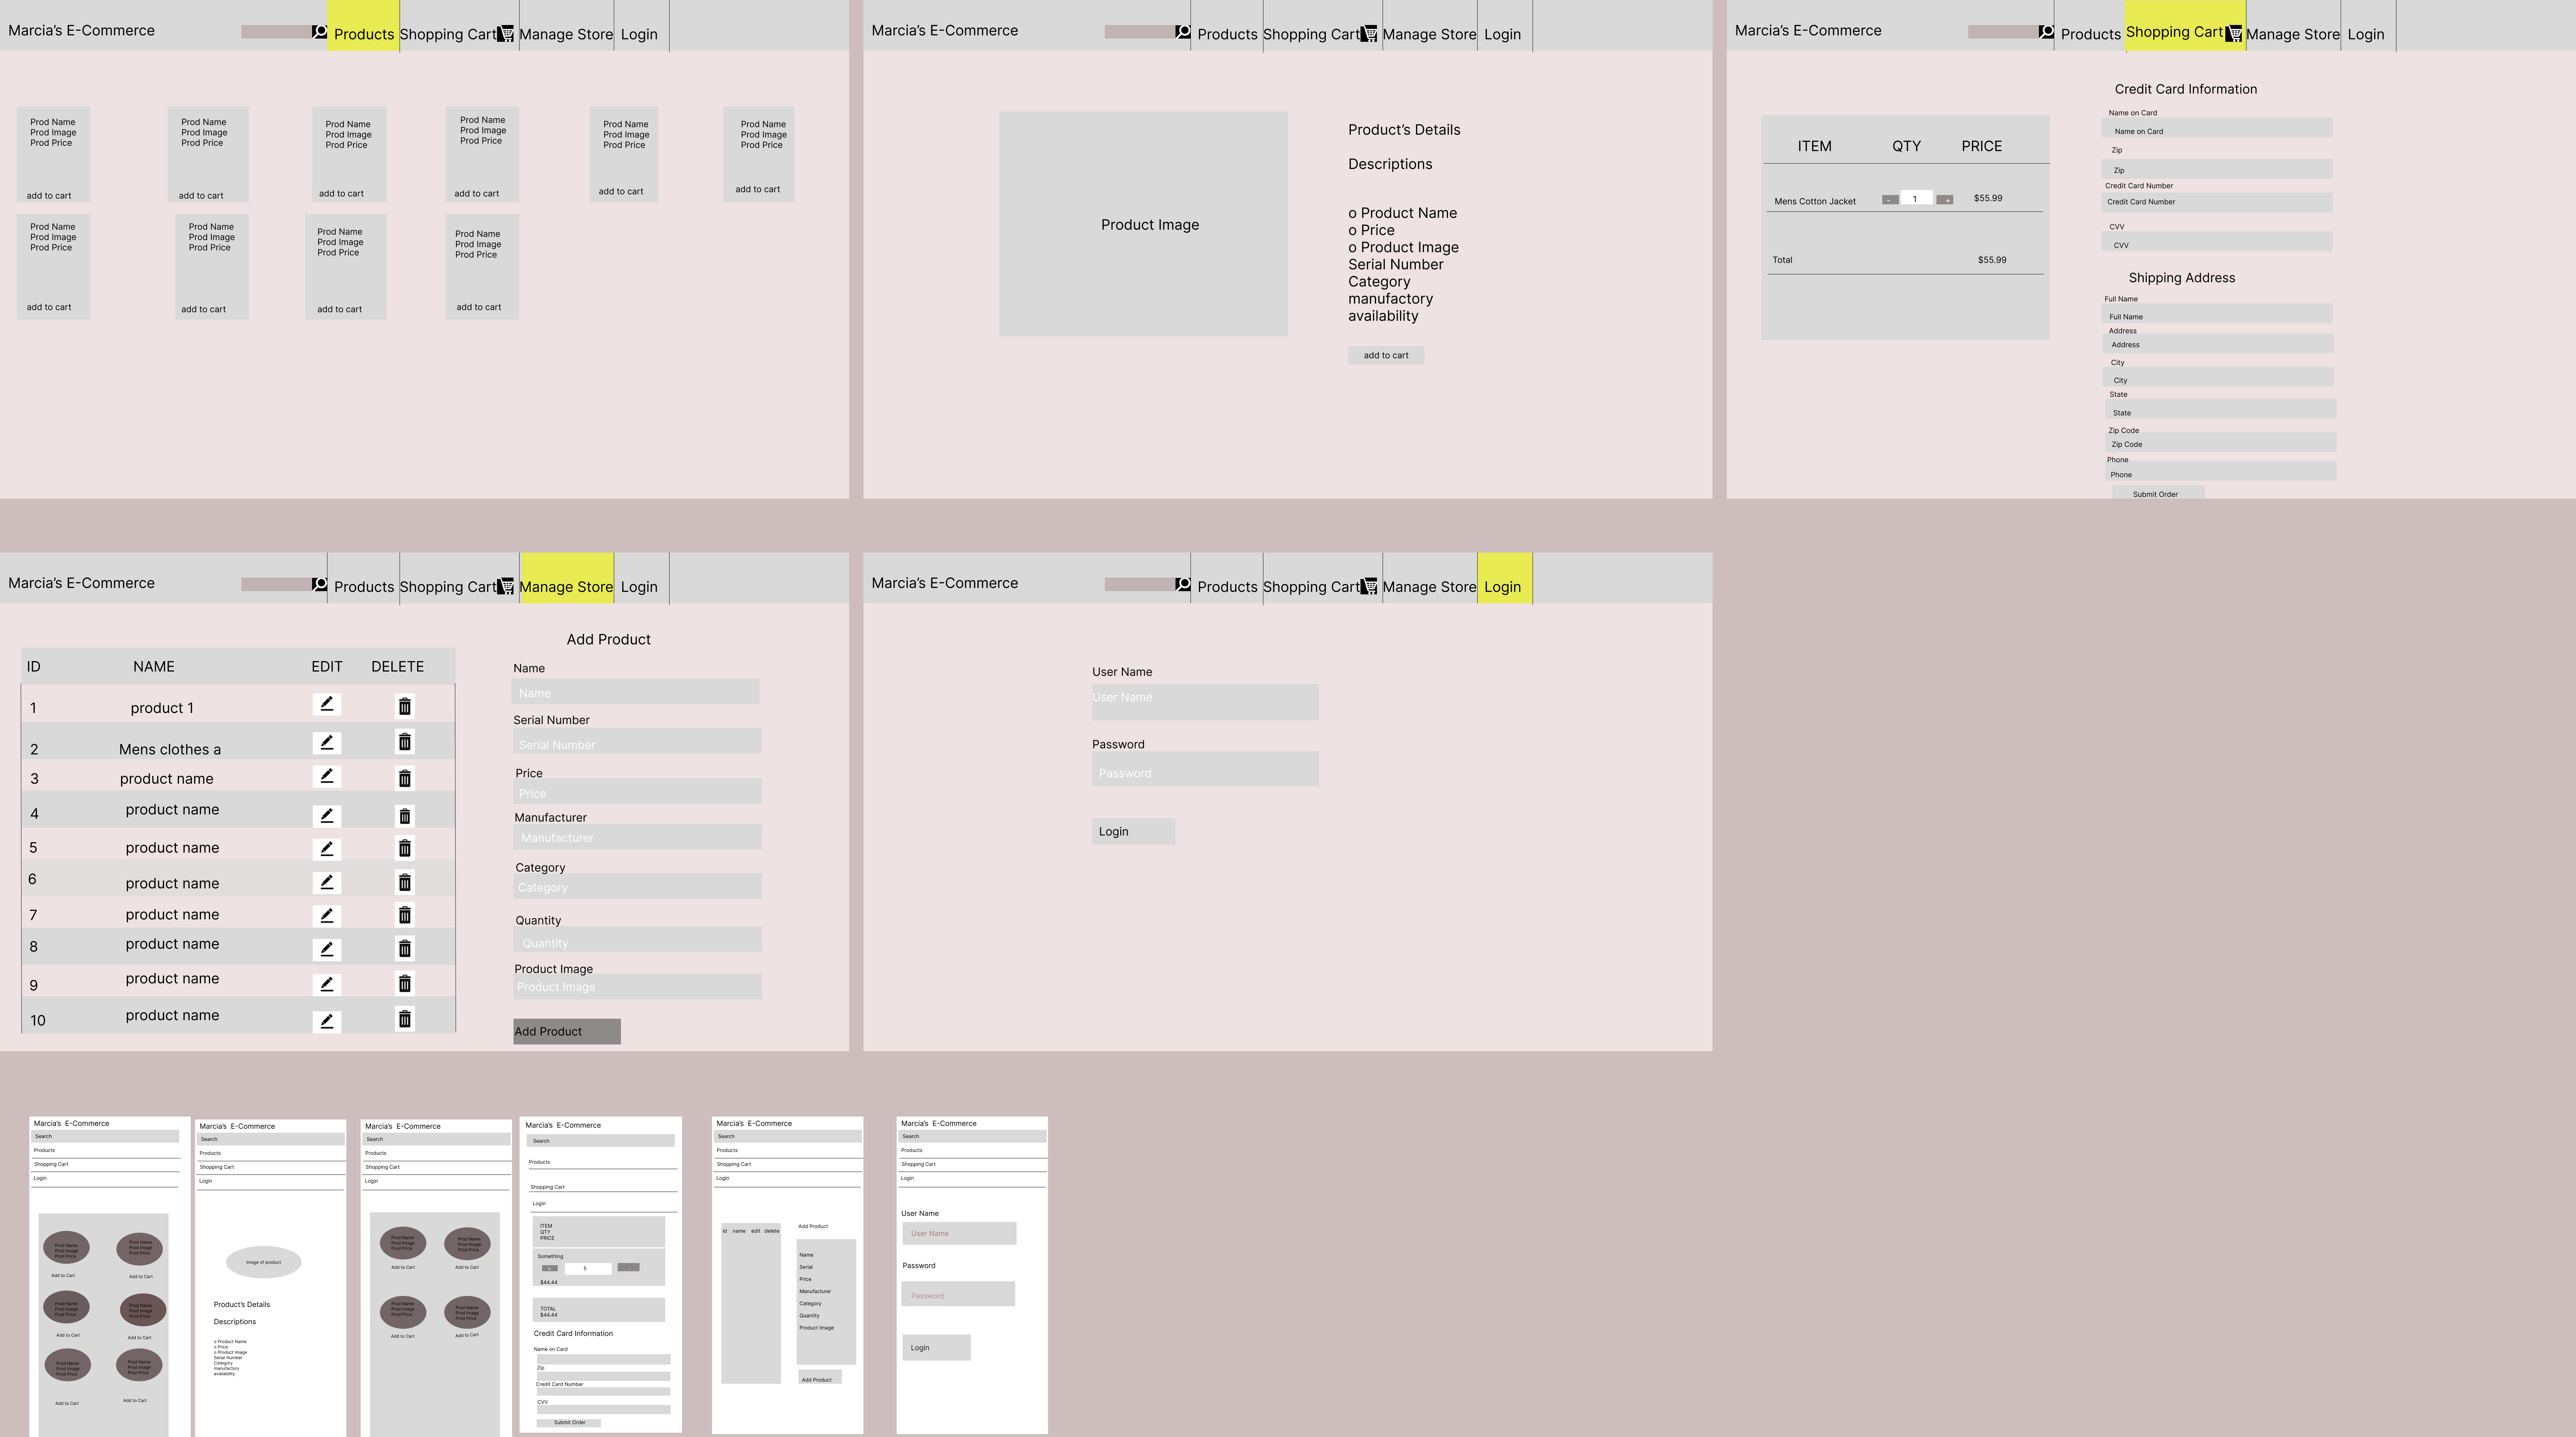 Marcia's E-Commerce
Products
Shopping Cart
Manage Store
Login
Prod Name
Prod Image
Prod Price
add to cart
Prod Name
Prod Image
Prod Price
add to cart
Prod Name
Prod Image
Prod Price
add to cart
Prod Name
Prod Image
Prod Price
add to cart
Prod Name
Prod Image
Prod Price
add to cart
Prod Name
Prod Image
Prod Price
add to cart
Prod Name
Prod Image
Prod Price
add to cart
Prod Name
Prod Image
Prod Price
add to cart
Prod Name
Prod Image
Prod Price
add to cart
Prod Name
Prod Image
Prod Price
add to cart
Marcia's E-Commerce
Products
Shopping Cart
Manage Store
Login
Product Image
Product's Details
Descriptions
o Product Name
o Price
o Product Image
Serial Number
Category
manufactory
availability
add to cart
Marcia's E-Commerce
Products
Shopping Cart
Manage Store
Login
ITEM QTY PRICE
Mens Cotton Jacket - 1 + $55.99
Total $55.99
Credit Card Information
Name on Card
Name on Card
Zip
Zip
Credit Card Number
Credit Card Number
CVV
CVV
Shipping Address
Full Name
Full Name
Address
Address
City
City
State
State
Zip Code
Zip Code
Phone
Phone
Submit Order
Marcia's E-Commerce
Products
Shopping Cart
Manage Store
Login
ID NAME EDIT DELETE
1 product 1
2 Mens clothes a
3 product name
4 product name
5 product name
6 product name
7 product name
8 product name
9 product name
10 product name
Add Product
Name
Name
Serial Number
Serial Number
Price
Price
Manufacturer
Manufacturer
Category
Category
Quantity
Quantity
Product Image
Product Image
Add Product
Marcia's E-Commerce
Products
Shopping Cart
Manage Store
Login
User Name
User Name
Password
Password
Login
Marcia's E-Commerce
Search
Products
Shopping Cart
Login
Prod Name
Prod Image
Prod Price
Add to Cart
Prod Name
Prod Image
Prod Price
Add to Cart
Prod Name
Prod Image
Prod Price
Add to Cart
Prod Name
Prod Image
Prod Price
Add to Cart
Prod Name
Prod Image
Prod Price
Add to Cart
Prod Name
Prod Image
Prod Price
Add to Cart
Marcia's E-Commerce
Search
Products
Shopping Cart
Login
Image of product
Product's Details
Descriptions
o Product Name
o Price
o Product Image
Serial Number
Category
manufactory
availability
Marcia's E-Commerce
Search
Products
Shopping Cart
Login
Prod Name
Prod Image
Prod Price
Add to Cart
Prod Name
Prod Image
Prod Price
Add to Cart
Prod Name
Prod Image
Prod Price
Add to Cart
Prod Name
Prod Image
Prod Price
Add to Cart
Marcia's E-Commerce
Search
Products
Shopping Cart
Login
ITEM
QTY
PRICE
Something
+ 5 -
$44.44
TOTAL
$44.44
Credit Card Information
Name on Card
Zip
Credit Card Number
CVV
Submit Order
Marcia's E-Commerce
Search
Products
Shopping Cart
Login
id name edit delete
Add Product
Name
Serial
Price
Manufacturer
Category
Quantity
Product Image
Add Product
Marcia's E-Commerce
Search
Products
Shopping Cart
Login
User Name
User Name
Password
Password
Login